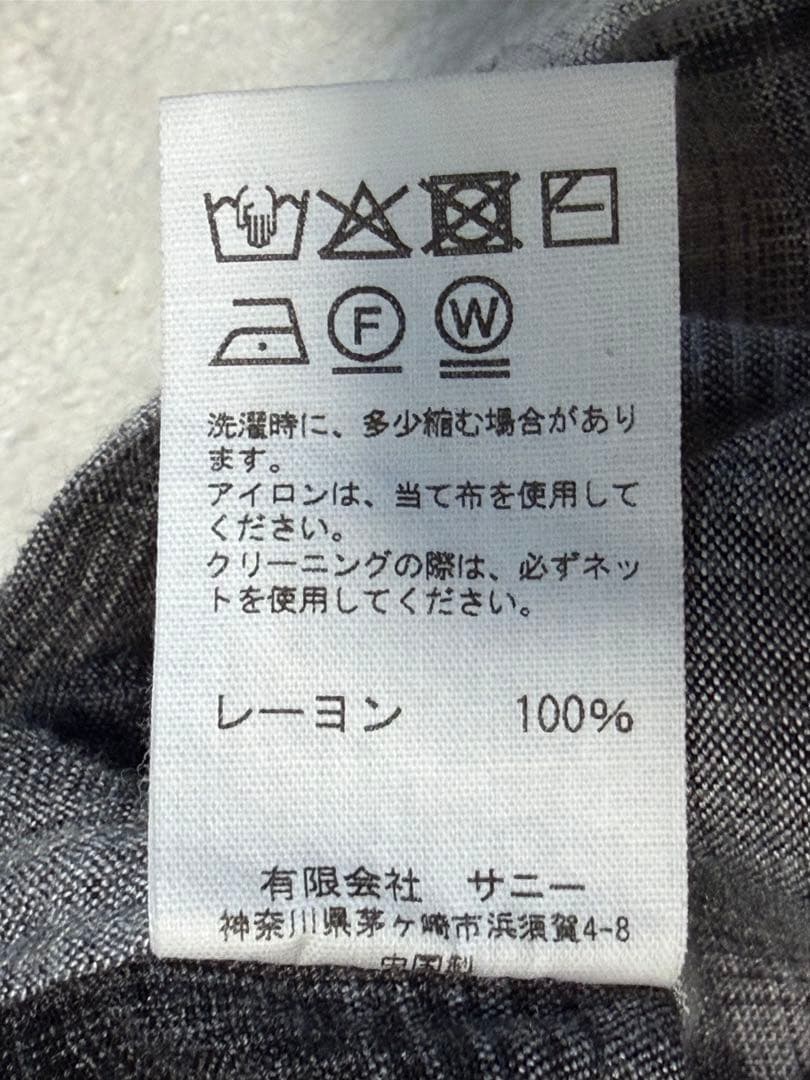 F W
洗濯時に、多少縮む場合があり
ます。
アイロンは、当て布を使用して
ください。
クリーニングの際は、必ずネッ
トを使用してください。
レーヨン 100%
有限会社 サニー
神奈川県茅ヶ崎市浜須賀4-8
中国製